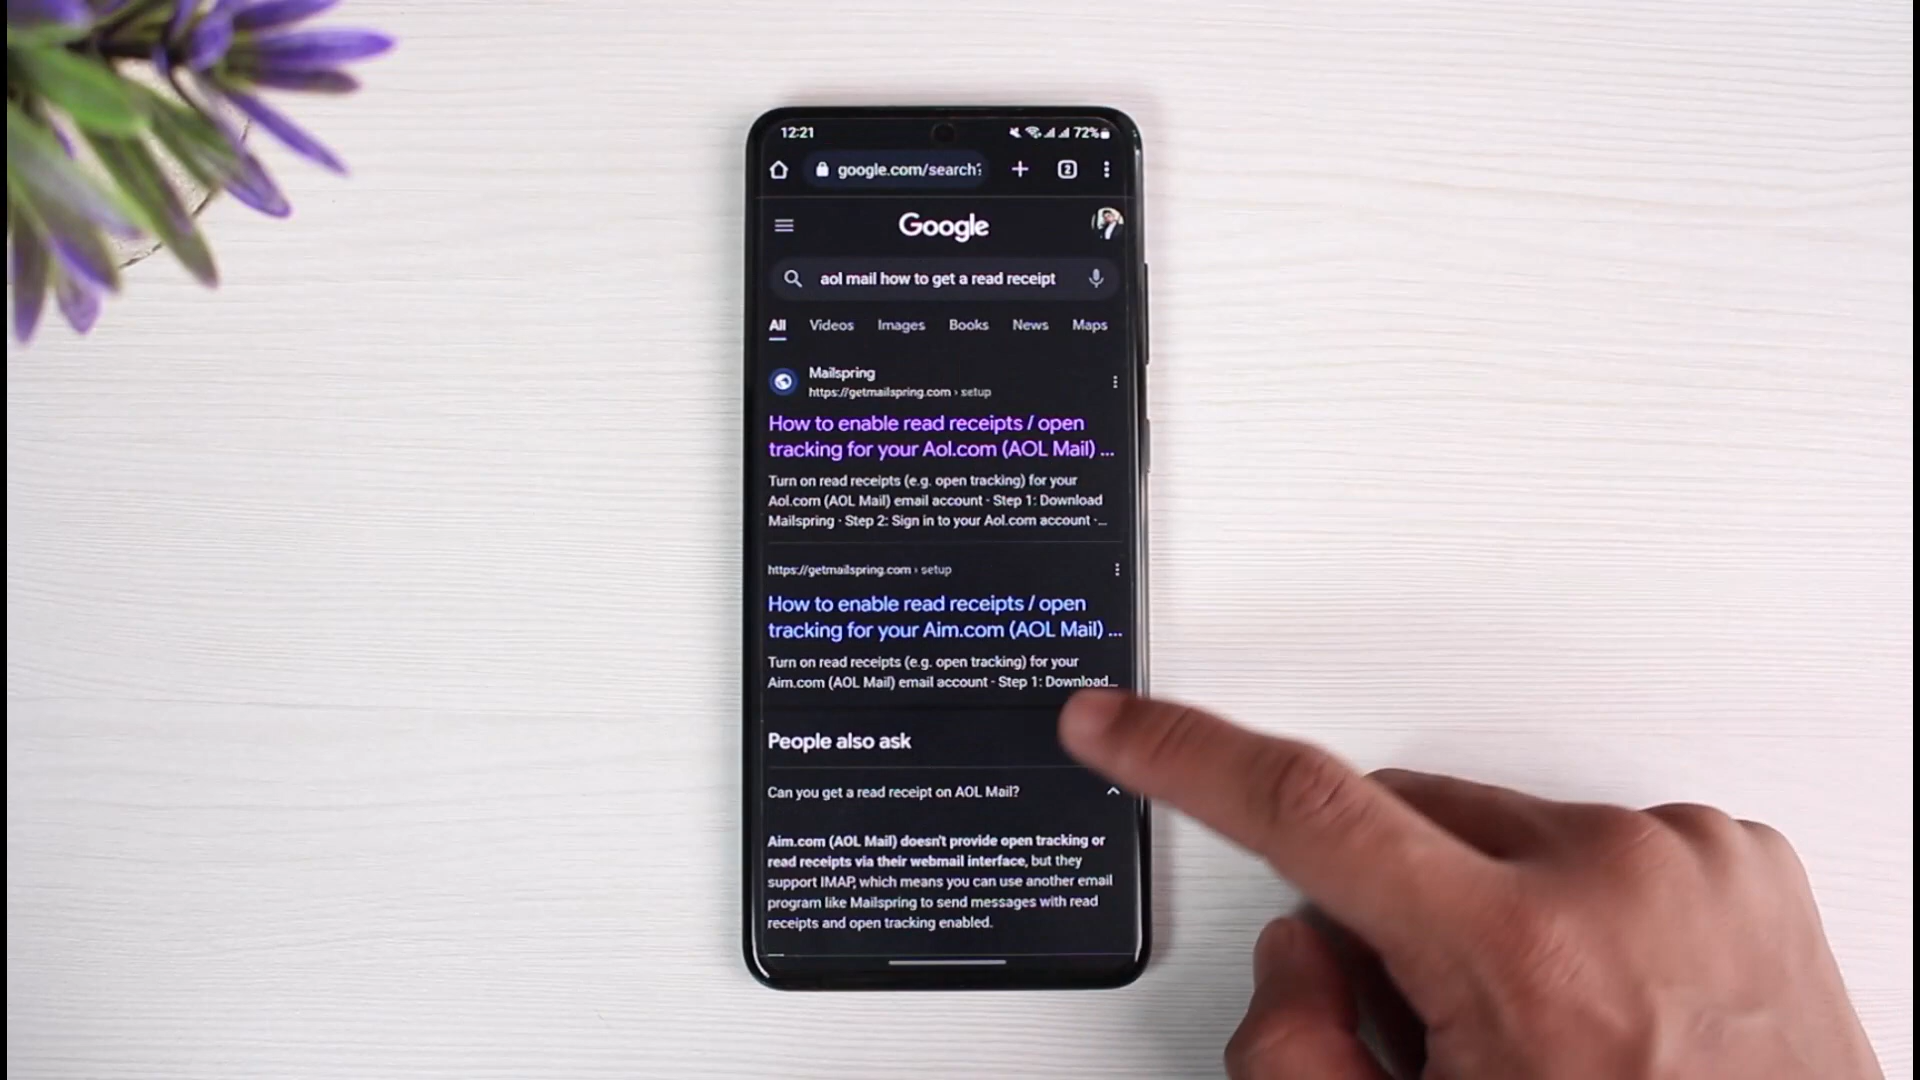 12:21
72%
google.com/search?
2
Google
aol mail how to get a read receipt
All Videos Images Books News Maps
Mailspring
https://getmailspring.com › setup
How to enable read receipts / open
tracking for your Aol.com (AOL Mail) ...
Turn on read receipts (e.g. open tracking) for your
Aol.com (AOL Mail) email account · Step 1: Download
Mailspring · Step 2: Sign in to your Aol.com account ·...
https://getmailspring.com › setup
How to enable read receipts / open
tracking for your Aim.com (AOL Mail) ...
Turn on read receipts (e.g. open tracking) for your
Aim.com (AOL Mail) email account · Step 1: Download...
People also ask
Can you get a read receipt on AOL Mail?
Aim.com (AOL Mail) doesn't provide open tracking or
read receipts via their webmail interface, but they
support IMAP, which means you can use another email
program like Mailspring to send messages with read
receipts and open tracking enabled.